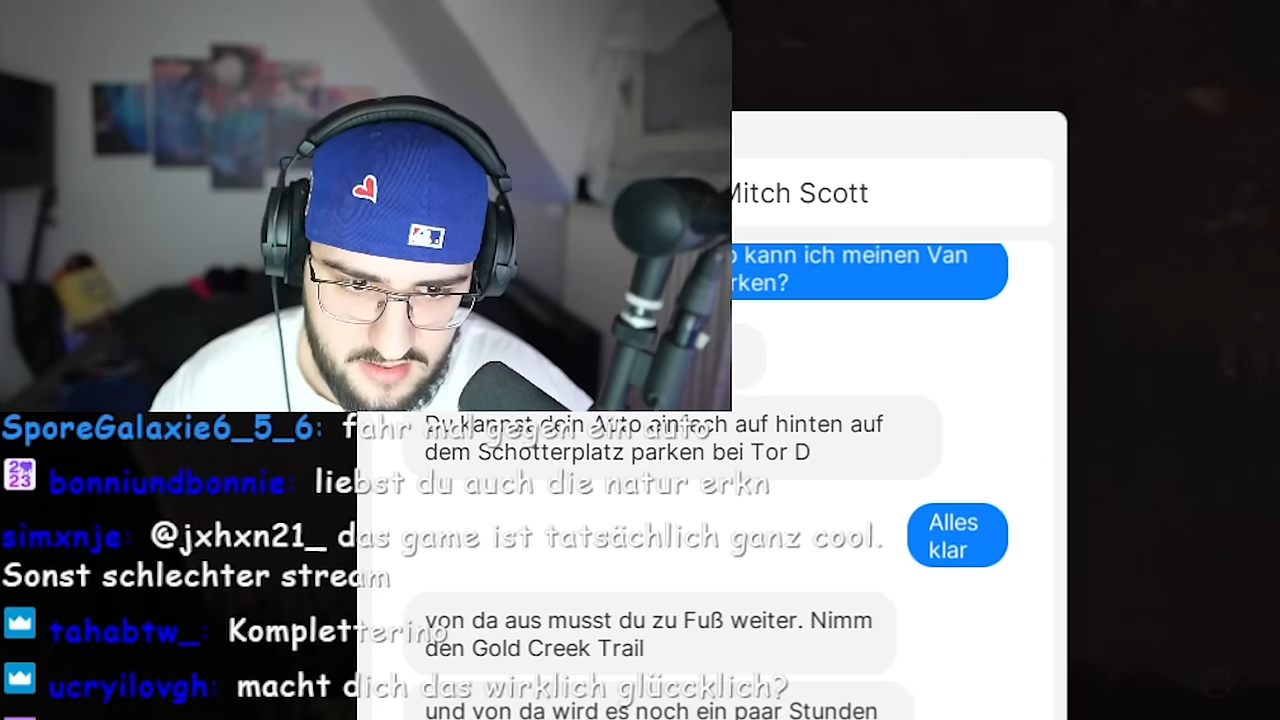 Mitch Scott
kann ich meinen Van
rken?
Du kannst dein Auto einfach auf hinten auf
dem Schotterplatz parken bei Tor D
Alles
klar
von da aus musst du zu Fuß weiter. Nimm
den Gold Creek Trail
und von da wird es noch ein paar Stunden
SporeGalaxie6_5_6: fahr mal gegen ein auto
bonniundbonnie: liebst du auch die natur erkn
simxnje: @jxhxn21_ das game ist tatsächlich ganz cool.
Sonst schlechter stream
tahabtw_: Kompletterino
ucryilovgh: macht dich das wirklich glüccklich?